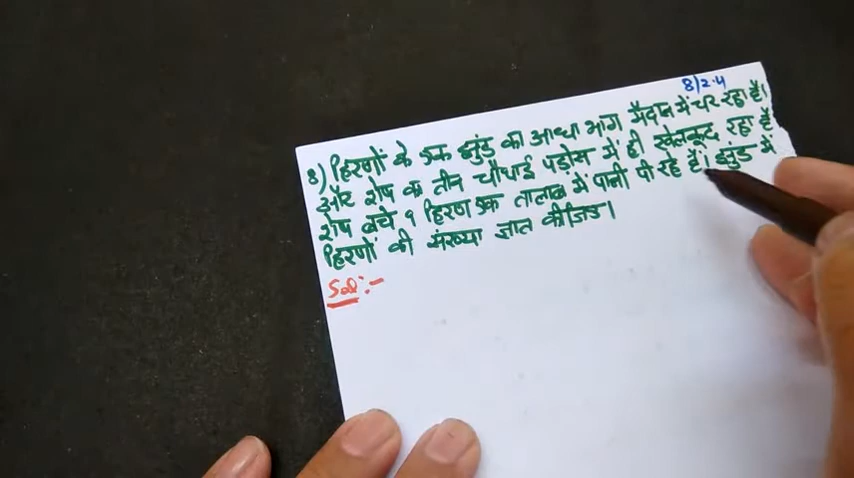 8|2.4
8) हिरणों के एक झुंड का आधा भाग मैदान में चर रहा है।
और शेष का तीन चौथाई पड़ोस में ही खेलकूद रहा है
शेष बचे 9 हिरण एक तालाब में पानी पी रहे हैं। झुंड में
हिरणों की संख्या ज्ञात कीजिए।
Sol:-